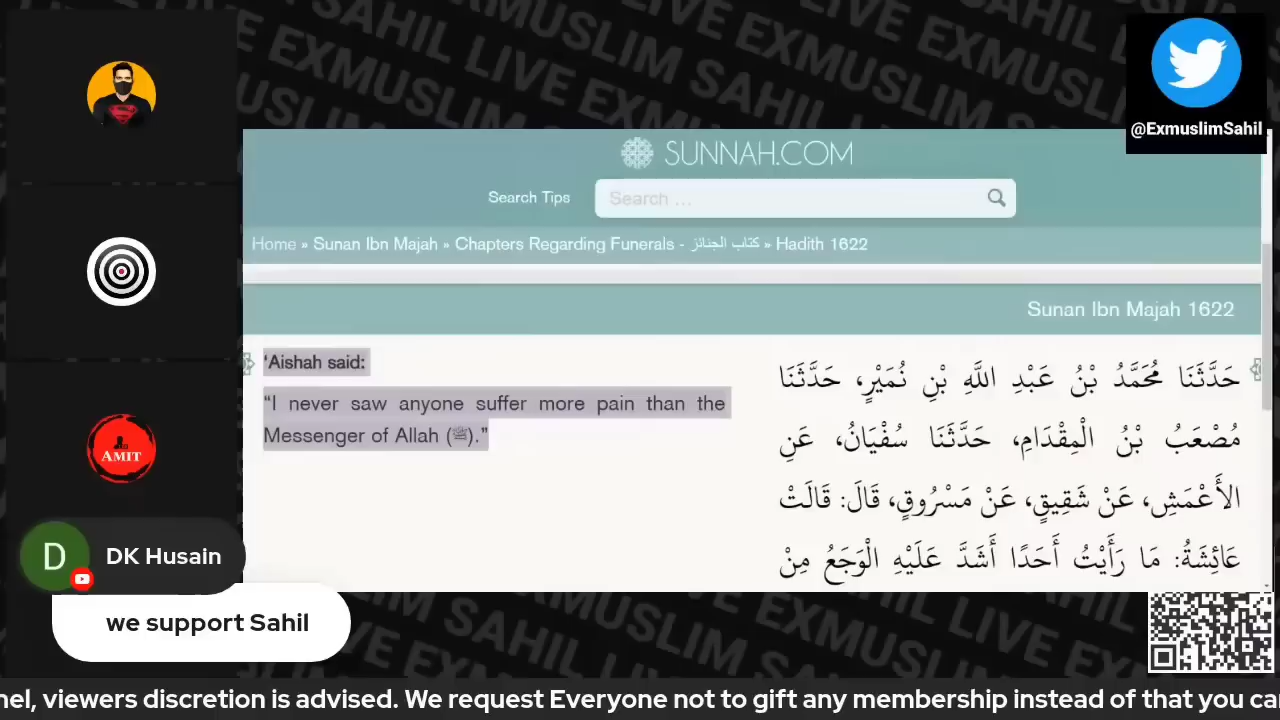 @ExmuslimSahil
SUNNAH.COM
Search Tips
Search ...
Home » Sunan Ibn Majah » Chapters Regarding Funerals - كتاب الجنائز » Hadith 1622
Sunan Ibn Majah 1622
‘Aishah said:
“I never saw anyone suffer more pain than the
Messenger of Allah (ﷺ).”
حَدَّثَنَا مُحَمَّدُ بْنُ عَبْدِ اللَّهِ بْنِ نُمَيْرٍ، حَدَّثَنَا
مُصْعَبُ بْنُ الْمِقْدَامِ، حَدَّثَنَا سُفْيَانُ، عَنِ
الأَعْمَشِ، عَنْ شَقِيقٍ، عَنْ مَسْرُوقٍ، قَالَ: قَالَتْ
عَائِشَةُ: مَا رَأَيْتُ أَحَدًا أَشَدَّ عَلَيْهِ الْوَجَعُ مِنْ
AMIT
D
DK Husain
we support Sahil
nel, viewers discretion is advised. We request Everyone not to gift any membership instead of that you ca